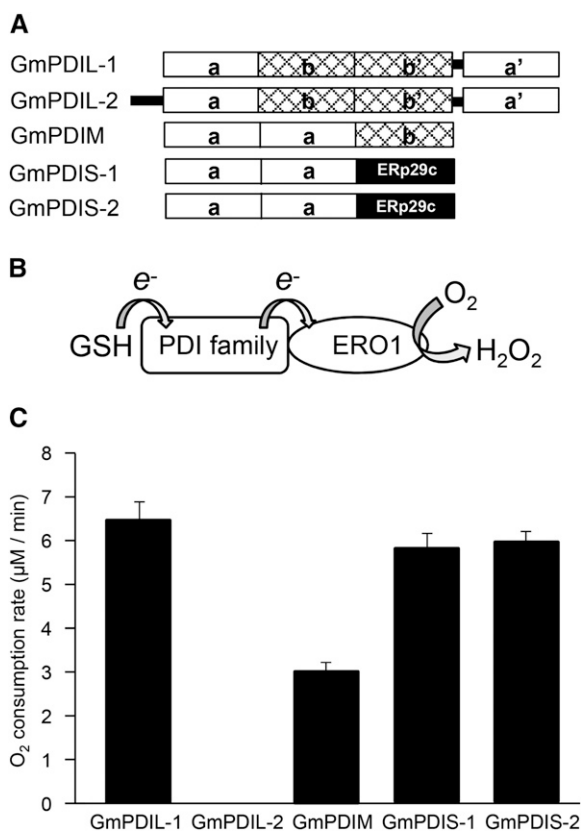 A
GmPDIL-1 a b b' a'
GmPDIL-2 a b b' a'
GmPDIM a a b
GmPDIS-1 a a ERp29c
GmPDIS-2 a a ERp29c
B
e- e-
GSH PDI family ERO1 O₂
H₂O₂
C
O₂ consumption rate (µM / min)
8
7
6
5
4
3
2
1
0
GmPDIL-1 GmPDIL-2 GmPDIM GmPDIS-1 GmPDIS-2